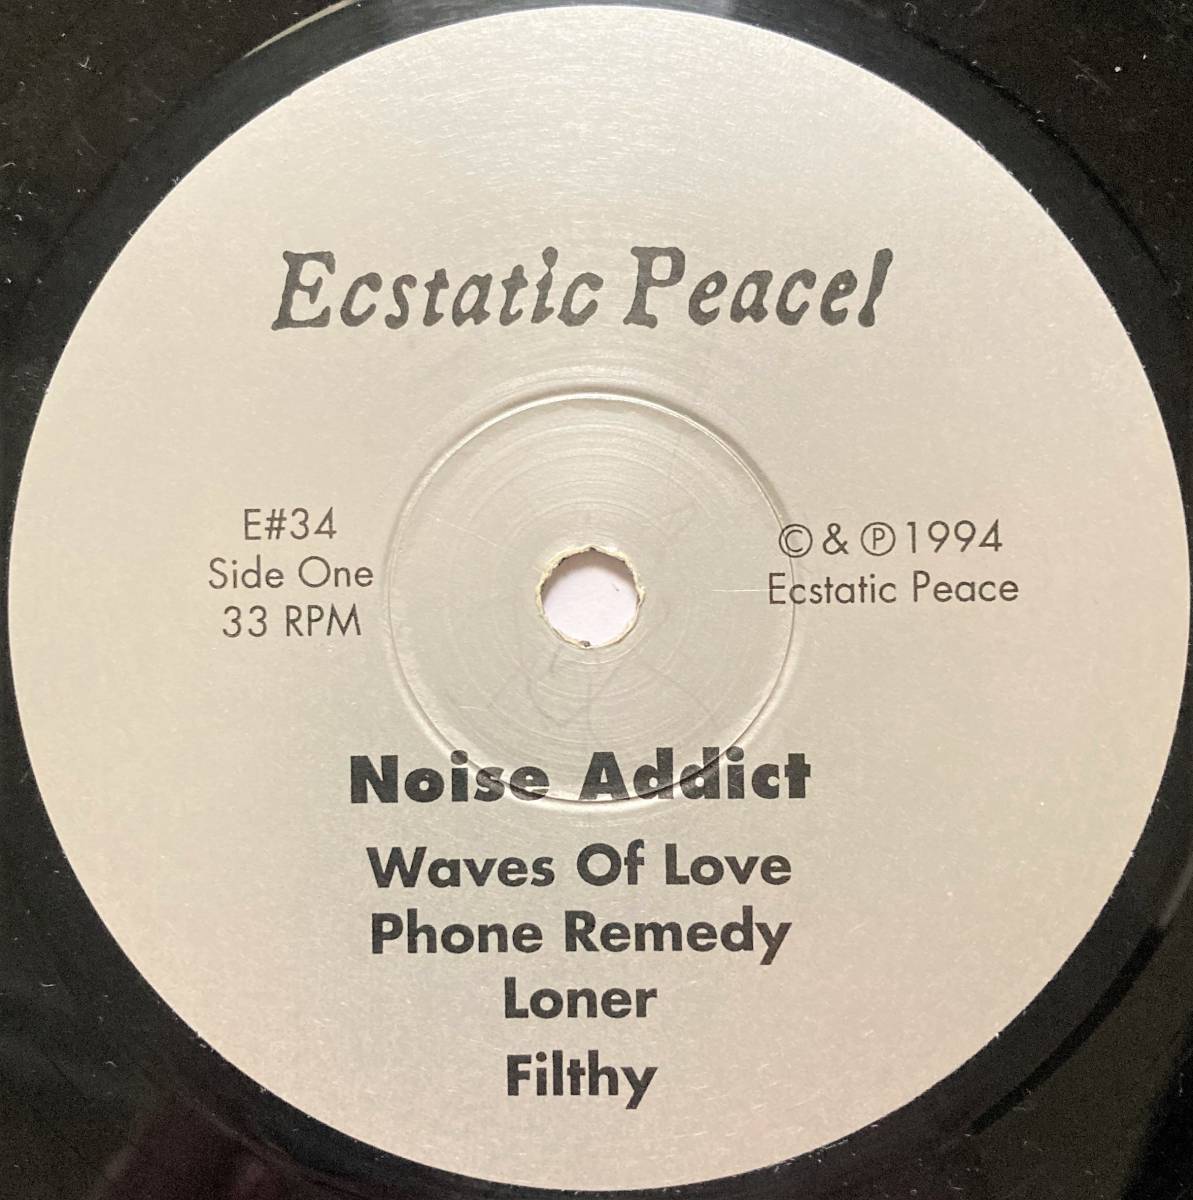 Ecstatic Peace!
E#34
Side One
33 RPM
© & ℗ 1994
Ecstatic Peace
Noise Addict
Waves Of Love
Phone Remedy
Loner
Filthy